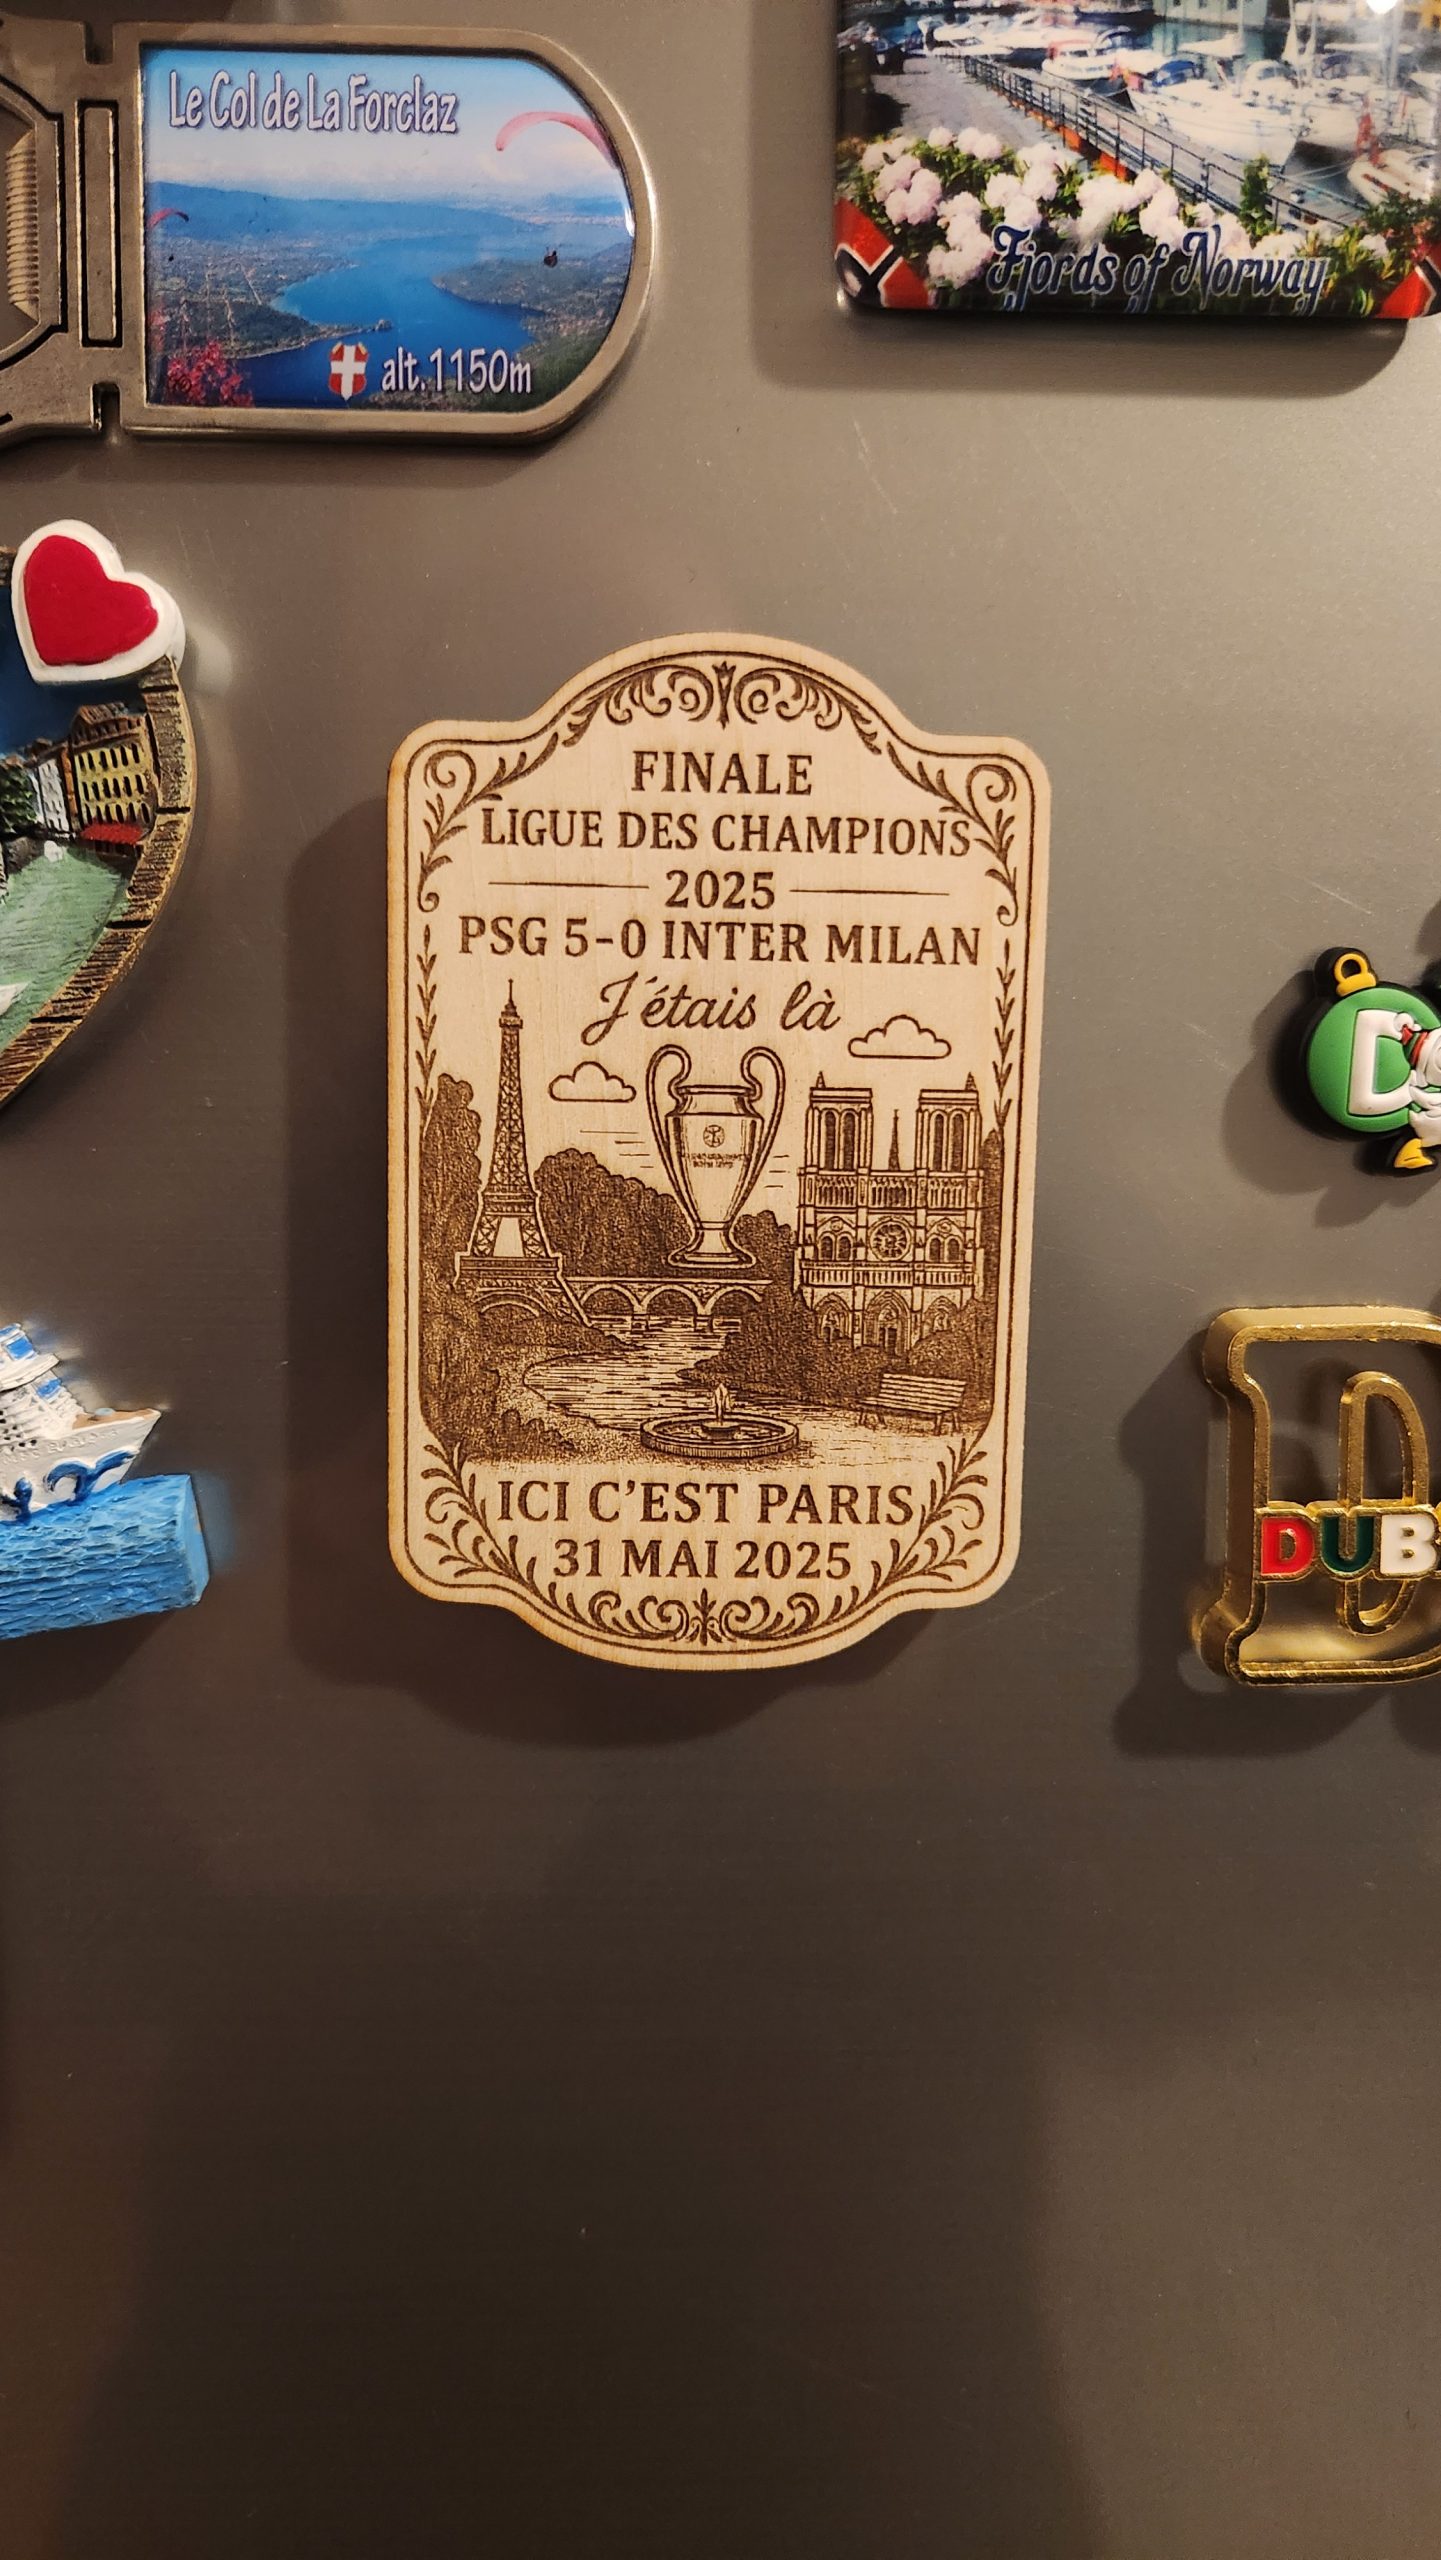 Le Col de La Forclaz
alt. 1150m
Fjords of Norway
FINALE
LIGUE DES CHAMPIONS
2025
PSG 5-0 INTER MILAN
J'étais là
ICI C'EST PARIS
31 MAI 2025
D
DUB